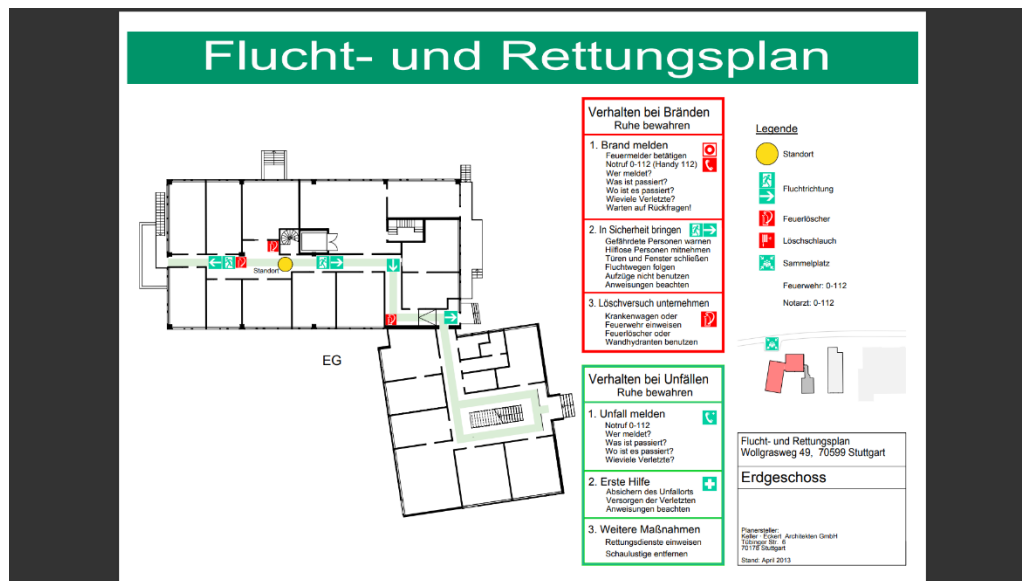 Flucht- und Rettungsplan
Verhalten bei Bränden
Ruhe bewahren
1. Brand melden
Feuermelder betätigen
Notruf 0-112 (Handy 112)
Wer meldet?
Was ist passiert?
Wo ist es passiert?
Wieviele Verletzte?
Warten auf Rückfragen!
2. In Sicherheit bringen
Gefährdete Personen warnen
Hilflose Personen mitnehmen
Türen und Fenster schließen
Fluchtwegen folgen
Aufzüge nicht benutzen
Anweisungen beachten
3. Löschversuch unternehmen
Krankenwagen oder
Feuerwehr einweisen
Feuerlöscher oder
Wandhydranten benutzen
Verhalten bei Unfällen
Ruhe bewahren
1. Unfall melden
Notruf 0-112
Wer meldet?
Was ist passiert?
Wo ist es passiert?
Wieviele Verletzte?
2. Erste Hilfe
Absichern des Unfallorts
Versorgen der Verletzten
Anweisungen beachten
3. Weitere Maßnahmen
Rettungsdienste einweisen
Schaulustige entfernen
Legende
Standort
Fluchtrichtung
Feuerlöscher
Löschschlauch
Sammelplatz
Feuerwehr: 0-112
Notarzt: 0-112
Standort
EG
Flucht- und Rettungsplan
Wollgrasweg 49, 70599 Stuttgart
Erdgeschoss
Planersteller:
Keller · Eckert Architekten GmbH
Tübinger Str. 6
70178 Stuttgart
Stand: April 2013